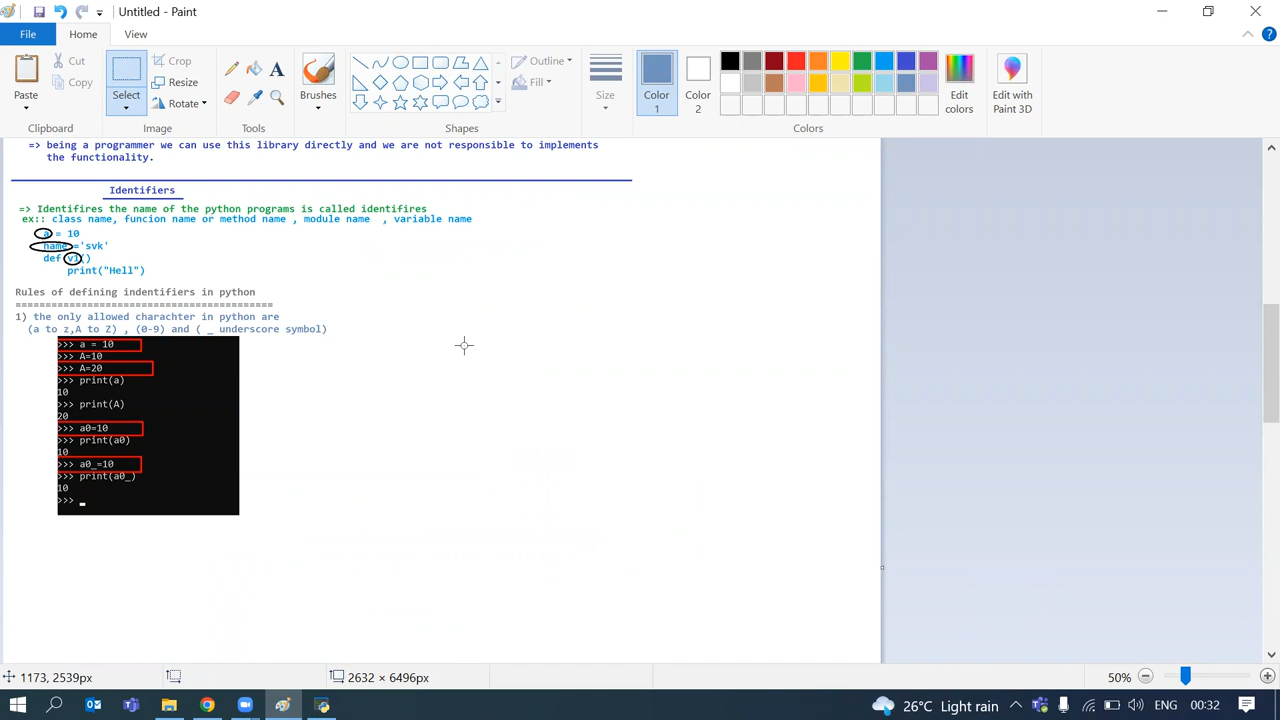 Untitled - Paint
File Home View
Paste
Cut
Copy
Clipboard
Select
Crop
Resize
Rotate
Image
Tools
Brushes
Outline
Fill
Shapes
Size
Color 1
Color 2
Edit colors
Colors
Edit with Paint 3D
=> being a programmer we can use this library directly and we are not responsible to implements
the functionality.
Identifiers
=> Identifires the name of the python programs is called identifires
ex:: class name, funcion name or method name , module name , variable name
a = 10
name ='svk'
def v1()
print("Hell")
Rules of defining indentifiers in python
===========================================
1) the only allowed charachter in python are
(a to z,A to Z) , (0-9) and ( _ underscore symbol)
>>> a = 10
>>> A=10
>>> A=20
>>> print(a)
10
>>> print(A)
20
>>> a0=10
>>> print(a0)
10
>>> a0_=10
>>> print(a0_)
10
>>> _
1173, 2539px
2632 × 6496px
50%
26°C Light rain
ENG
00:32